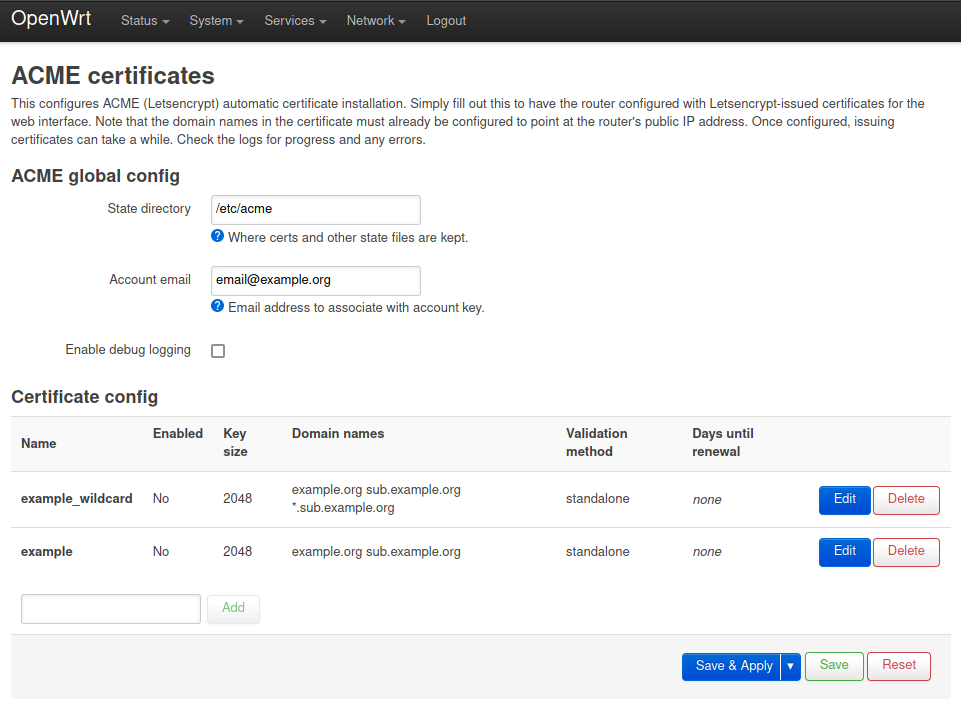 OpenWrt Status System Services Network Logout
ACME certificates
This configures ACME (Letsencrypt) automatic certificate installation. Simply fill out this to have the router configured with Letsencrypt-issued certificates for the
web interface. Note that the domain names in the certificate must already be configured to point at the router's public IP address. Once configured, issuing
certificates can take a while. Check the logs for progress and any errors.
ACME global config
State directory /etc/acme
Where certs and other state files are kept.
Account email email@example.org
Email address to associate with account key.
Enable debug logging
Certificate config
Name Enabled Key size Domain names Validation method Days until renewal
example_wildcard No 2048 example.org sub.example.org *.sub.example.org standalone none Edit Delete
example No 2048 example.org sub.example.org standalone none Edit Delete
Add
Save & Apply Save Reset